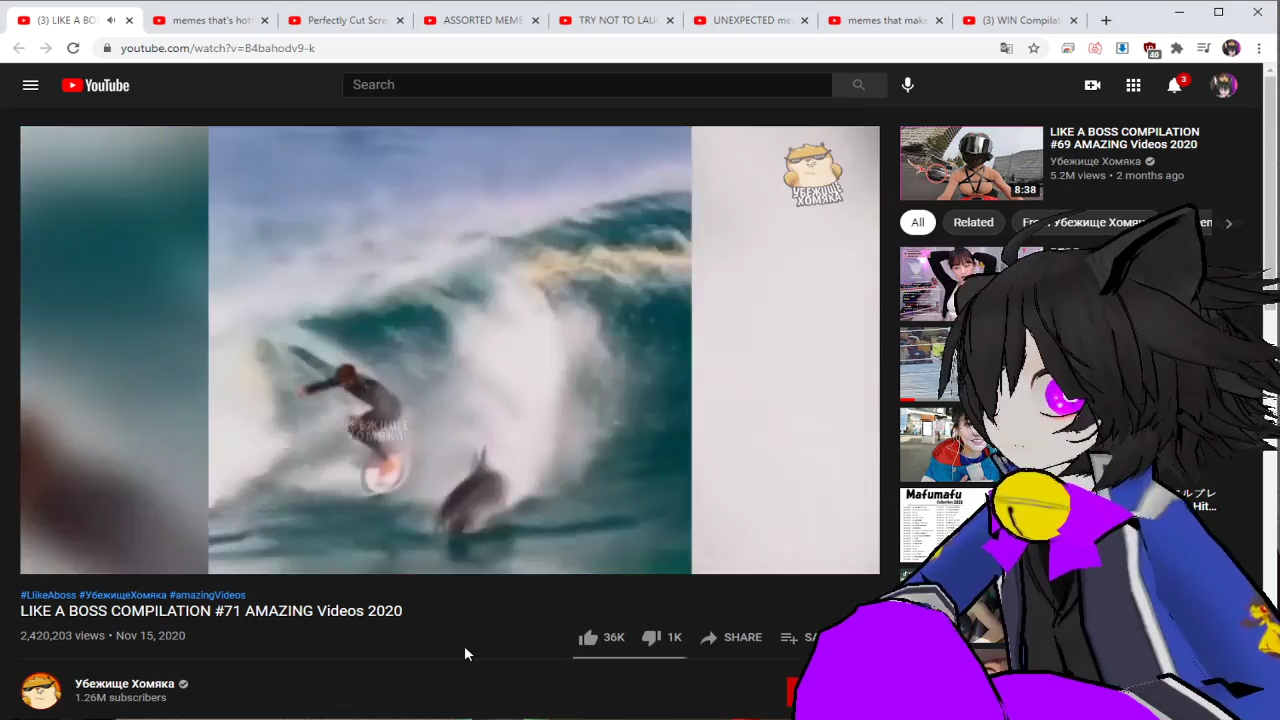 (3) LIKE A BO
memes that's hot
Perfectly Cut Scre
ASSORTED MEME
TRY NOT TO LAU
UNEXPECTED me
memes that make
(3) WIN Compilat
youtube.com/watch?v=B4bahodv9-k
40
YouTube
Search
3
УБЕЖИЩЕ
ХОМЯКА
УБЕЖИЩЕ
ХОМЯКА
#LlikeAboss #УбежищеХомяка #amazingVideos
LIKE A BOSS COMPILATION #71 AMAZING Videos 2020
2,420,203 views • Nov 15, 2020
36K
1K
SHARE
Убежище Хомяка
1.26M subscribers
LIKE A BOSS COMPILATION
#69 AMAZING Videos 2020
Убежище Хомяка
5.2M views • 2 months ago
8:38
All
Related
Mafumafu
Hit...